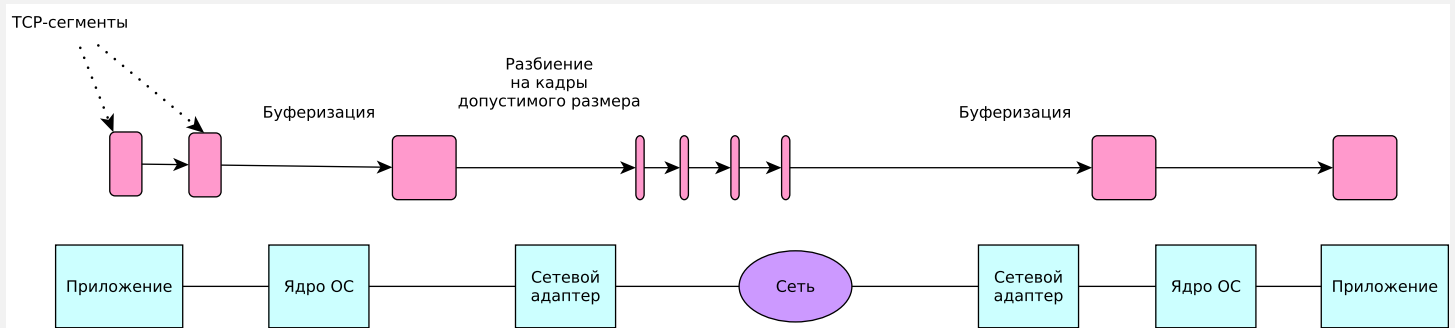 TCP-сегменты
Разбиение
на кадры
допустимого размера
Буферизация
Буферизация
Приложение
Ядро ОС
Сетевой
адаптер
Сеть
Сетевой
адаптер
Ядро ОС
Приложение